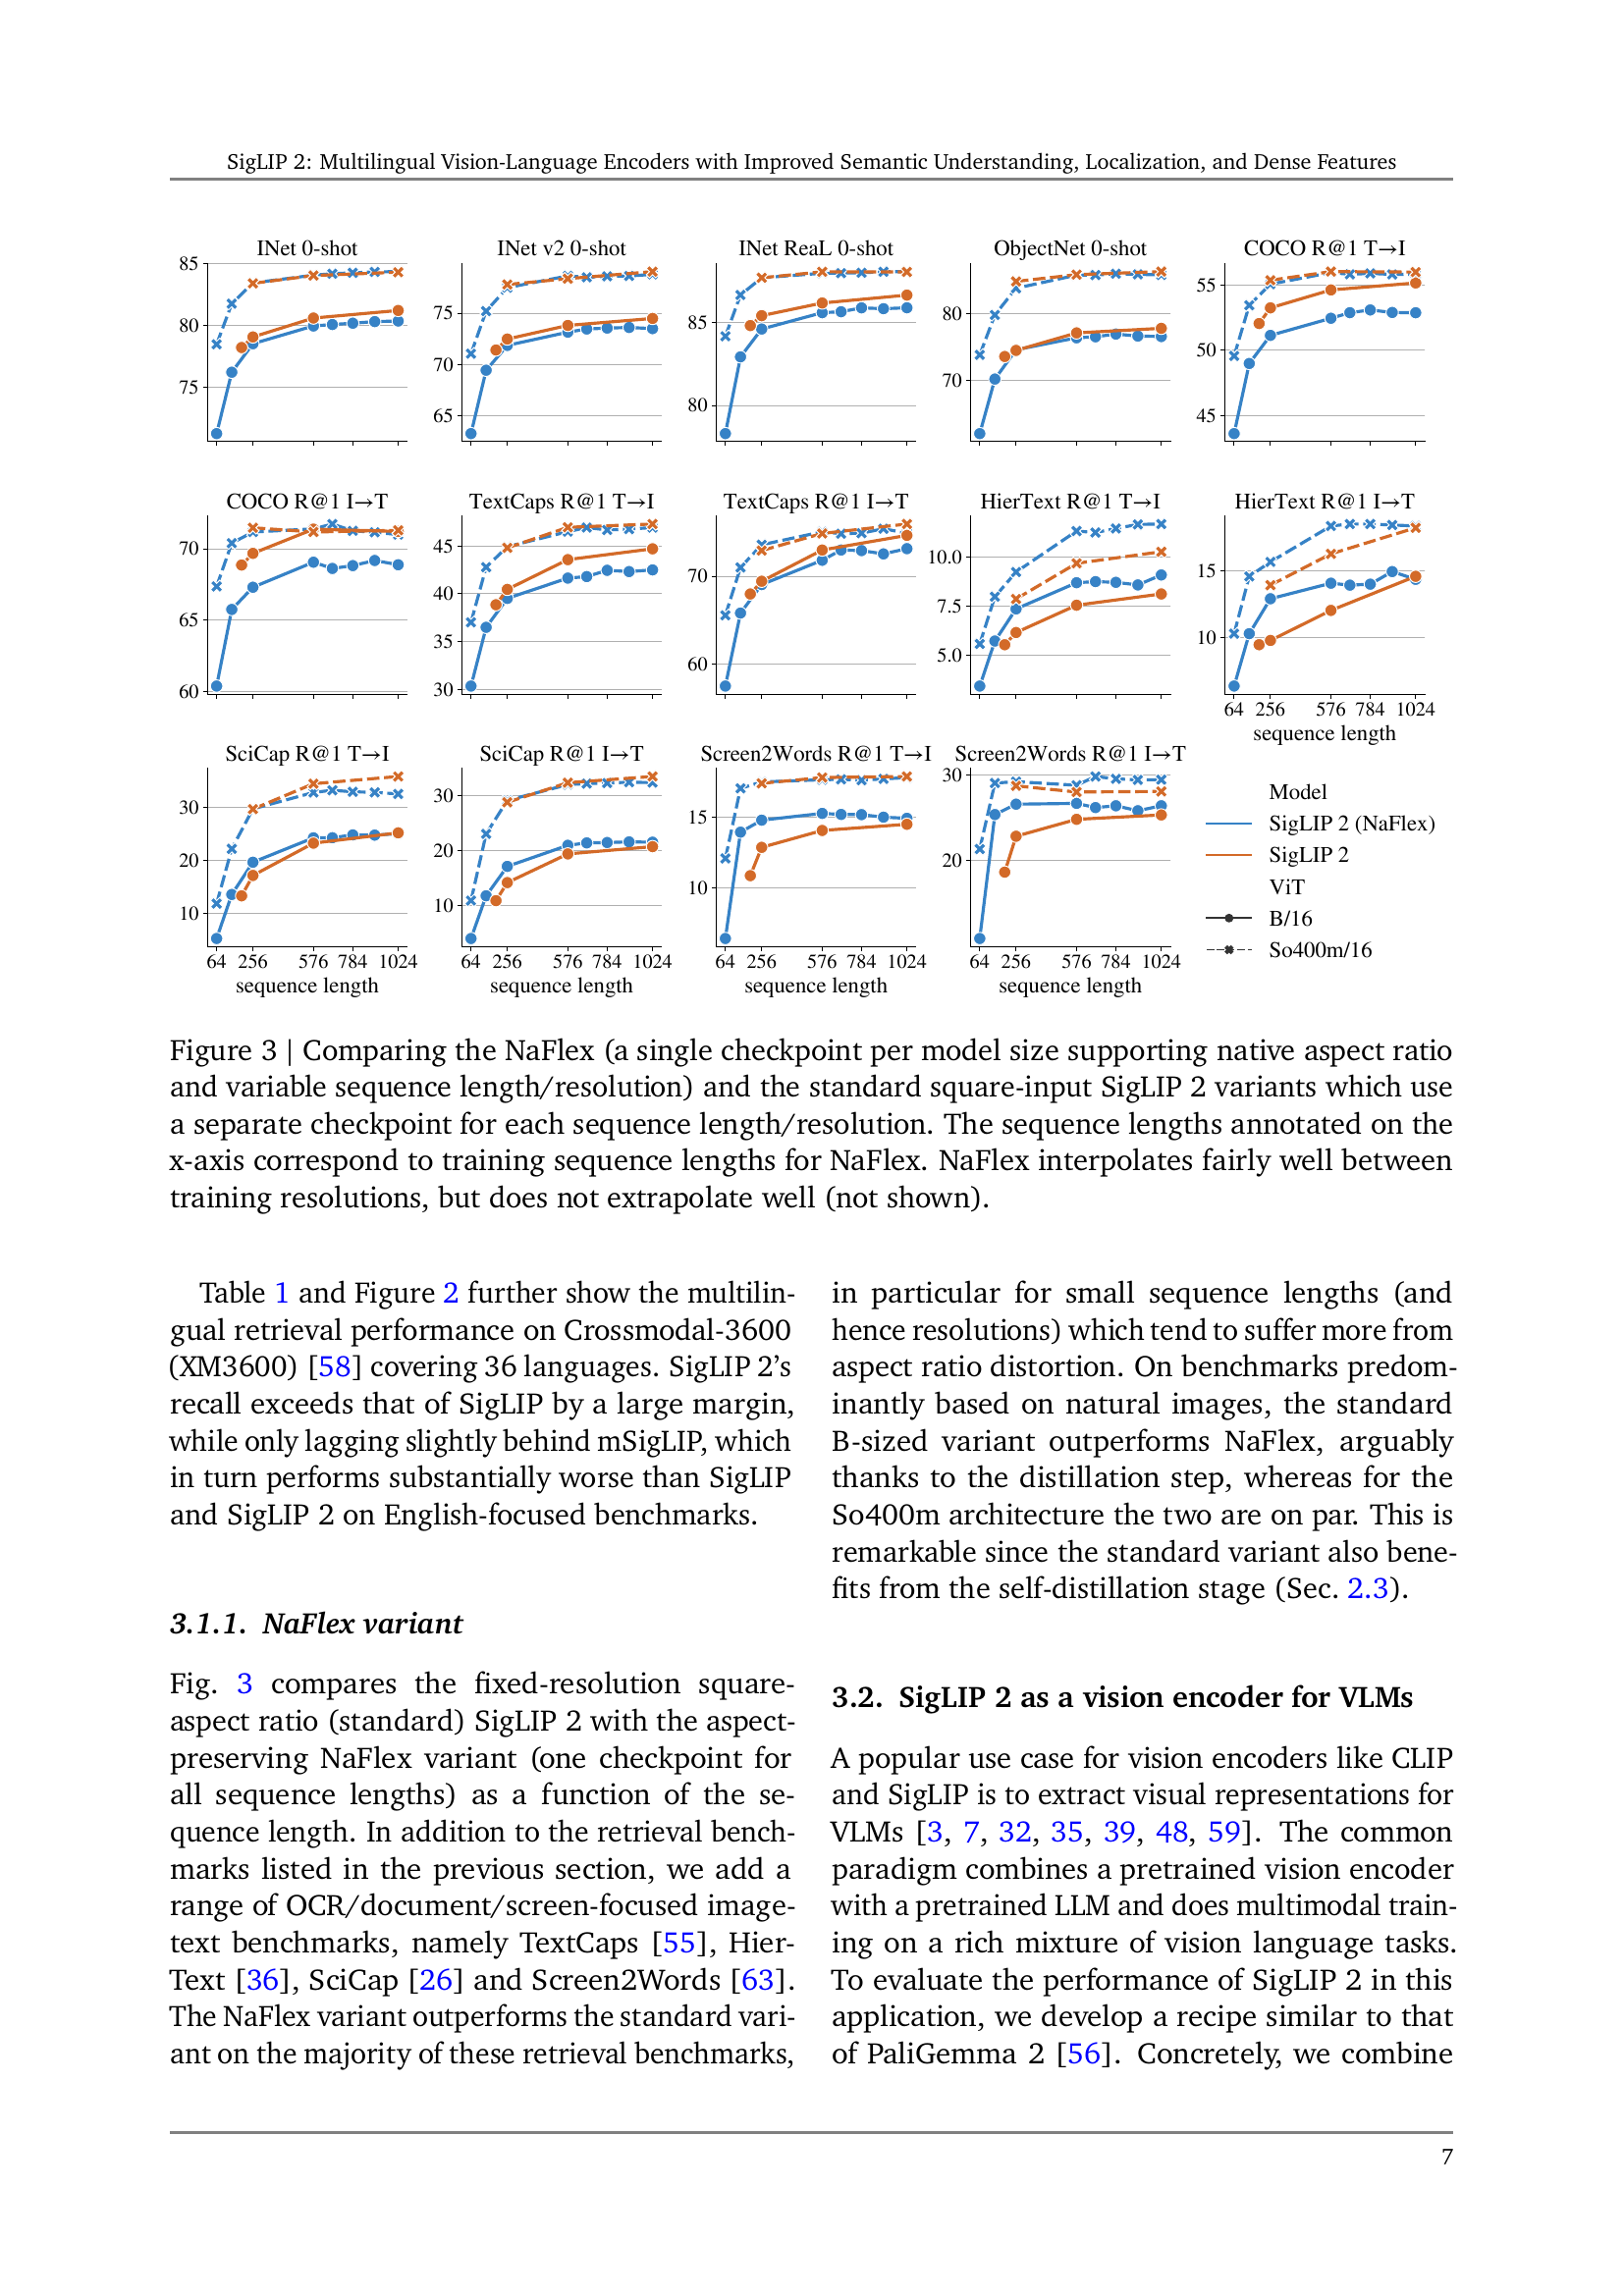 SigLIP 2: Multilingual Vision-Language Encoders with Improved Semantic Understanding, Localization, and Dense Features
INet 0-shot
INet v2 0-shot
INet ReaL 0-shot
ObjectNet 0-shot
COCO R@1 T→I
85
80
75
75
70
65
85
80
80
70
55
50
45
COCO R@1 I→T
TextCaps R@1 T→I
TextCaps R@1 I→T
HierText R@1 T→I
HierText R@1 I→T
70
65
60
45
40
35
30
70
60
10.0
7.5
5.0
15
10
64 256 576 784 1024
sequence length
SciCap R@1 T→I
SciCap R@1 I→T
Screen2Words R@1 T→I
Screen2Words R@1 I→T
30
20
10
30
20
10
15
10
30
20
64 256 576 784 1024
64 256 576 784 1024
64 256 576 784 1024
64 256 576 784 1024
sequence length
sequence length
sequence length
sequence length
Model
SigLIP 2 (NaFlex)
SigLIP 2
ViT
B/16
So400m/16
Figure 3 | Comparing the NaFlex (a single checkpoint per model size supporting native aspect ratio
and variable sequence length/resolution) and the standard square-input SigLIP 2 variants which use
a separate checkpoint for each sequence length/resolution. The sequence lengths annotated on the
x-axis correspond to training sequence lengths for NaFlex. NaFlex interpolates fairly well between
training resolutions, but does not extrapolate well (not shown).
Table 1 and Figure 2 further show the multilin-
gual retrieval performance on Crossmodal-3600
(XM3600) [58] covering 36 languages. SigLIP 2's
recall exceeds that of SigLIP by a large margin,
while only lagging slightly behind mSigLIP, which
in turn performs substantially worse than SigLIP
and SigLIP 2 on English-focused benchmarks.
3.1.1. NaFlex variant
Fig. 3 compares the fixed-resolution square-
aspect ratio (standard) SigLIP 2 with the aspect-
preserving NaFlex variant (one checkpoint for
all sequence lengths) as a function of the se-
quence length. In addition to the retrieval bench-
marks listed in the previous section, we add a
range of OCR/document/screen-focused image-
text benchmarks, namely TextCaps [55], Hier-
Text [36], SciCap [26] and Screen2Words [63].
The NaFlex variant outperforms the standard vari-
ant on the majority of these retrieval benchmarks,
in particular for small sequence lengths (and
hence resolutions) which tend to suffer more from
aspect ratio distortion. On benchmarks predom-
inantly based on natural images, the standard
B-sized variant outperforms NaFlex, arguably
thanks to the distillation step, whereas for the
So400m architecture the two are on par. This is
remarkable since the standard variant also bene-
fits from the self-distillation stage (Sec. 2.3).
3.2. SigLIP 2 as a vision encoder for VLMs
A popular use case for vision encoders like CLIP
and SigLIP is to extract visual representations for
VLMs [3, 7, 32, 35, 39, 48, 59]. The common
paradigm combines a pretrained vision encoder
with a pretrained LLM and does multimodal train-
ing on a rich mixture of vision language tasks.
To evaluate the performance of SigLIP 2 in this
application, we develop a recipe similar to that
of PaliGemma 2 [56]. Concretely, we combine
7